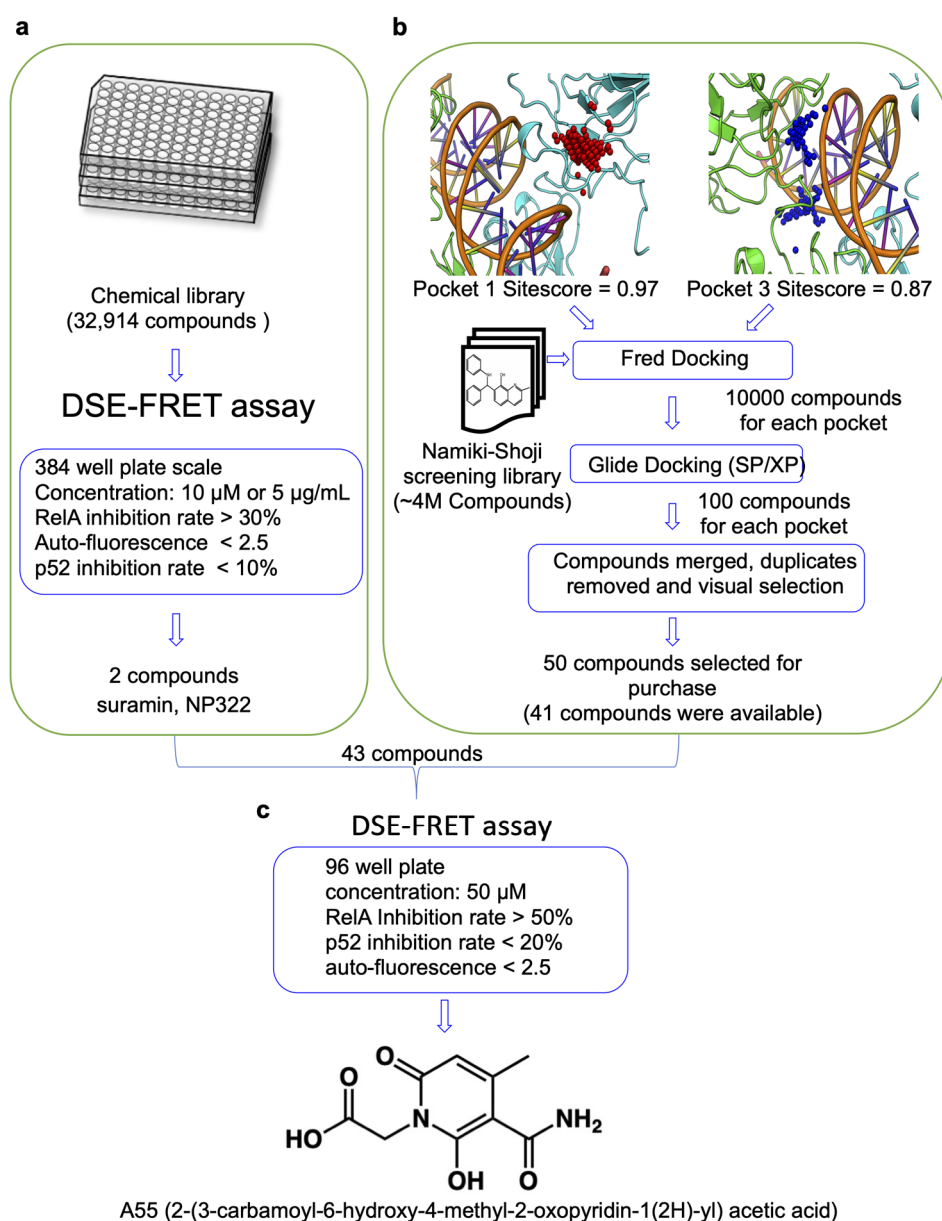 a
Chemical library
(32,914 compounds )
DSE-FRET assay
384 well plate scale
Concentration: 10 µM or 5 µg/mL
RelA inhibition rate > 30%
Auto-fluorescence < 2.5
p52 inhibition rate < 10%
2 compounds
suramin, NP322
b
Pocket 1 Sitescore = 0.97
Pocket 3 Sitescore = 0.87
Fred Docking
Namiki-Shoji
screening library
(~4M Compounds)
10000 compounds
for each pocket
Glide Docking (SP/XP)
100 compounds
for each pocket
Compounds merged, duplicates
removed and visual selection
50 compounds selected for
purchase
(41 compounds were available)
43 compounds
c
DSE-FRET assay
96 well plate
concentration: 50 µM
RelA Inhibition rate > 50%
p52 inhibition rate < 20%
auto-fluorescence < 2.5
O
O
N
NH2
HO
OH
O
A55 (2-(3-carbamoyl-6-hydroxy-4-methyl-2-oxopyridin-1(2H)-yl) acetic acid)